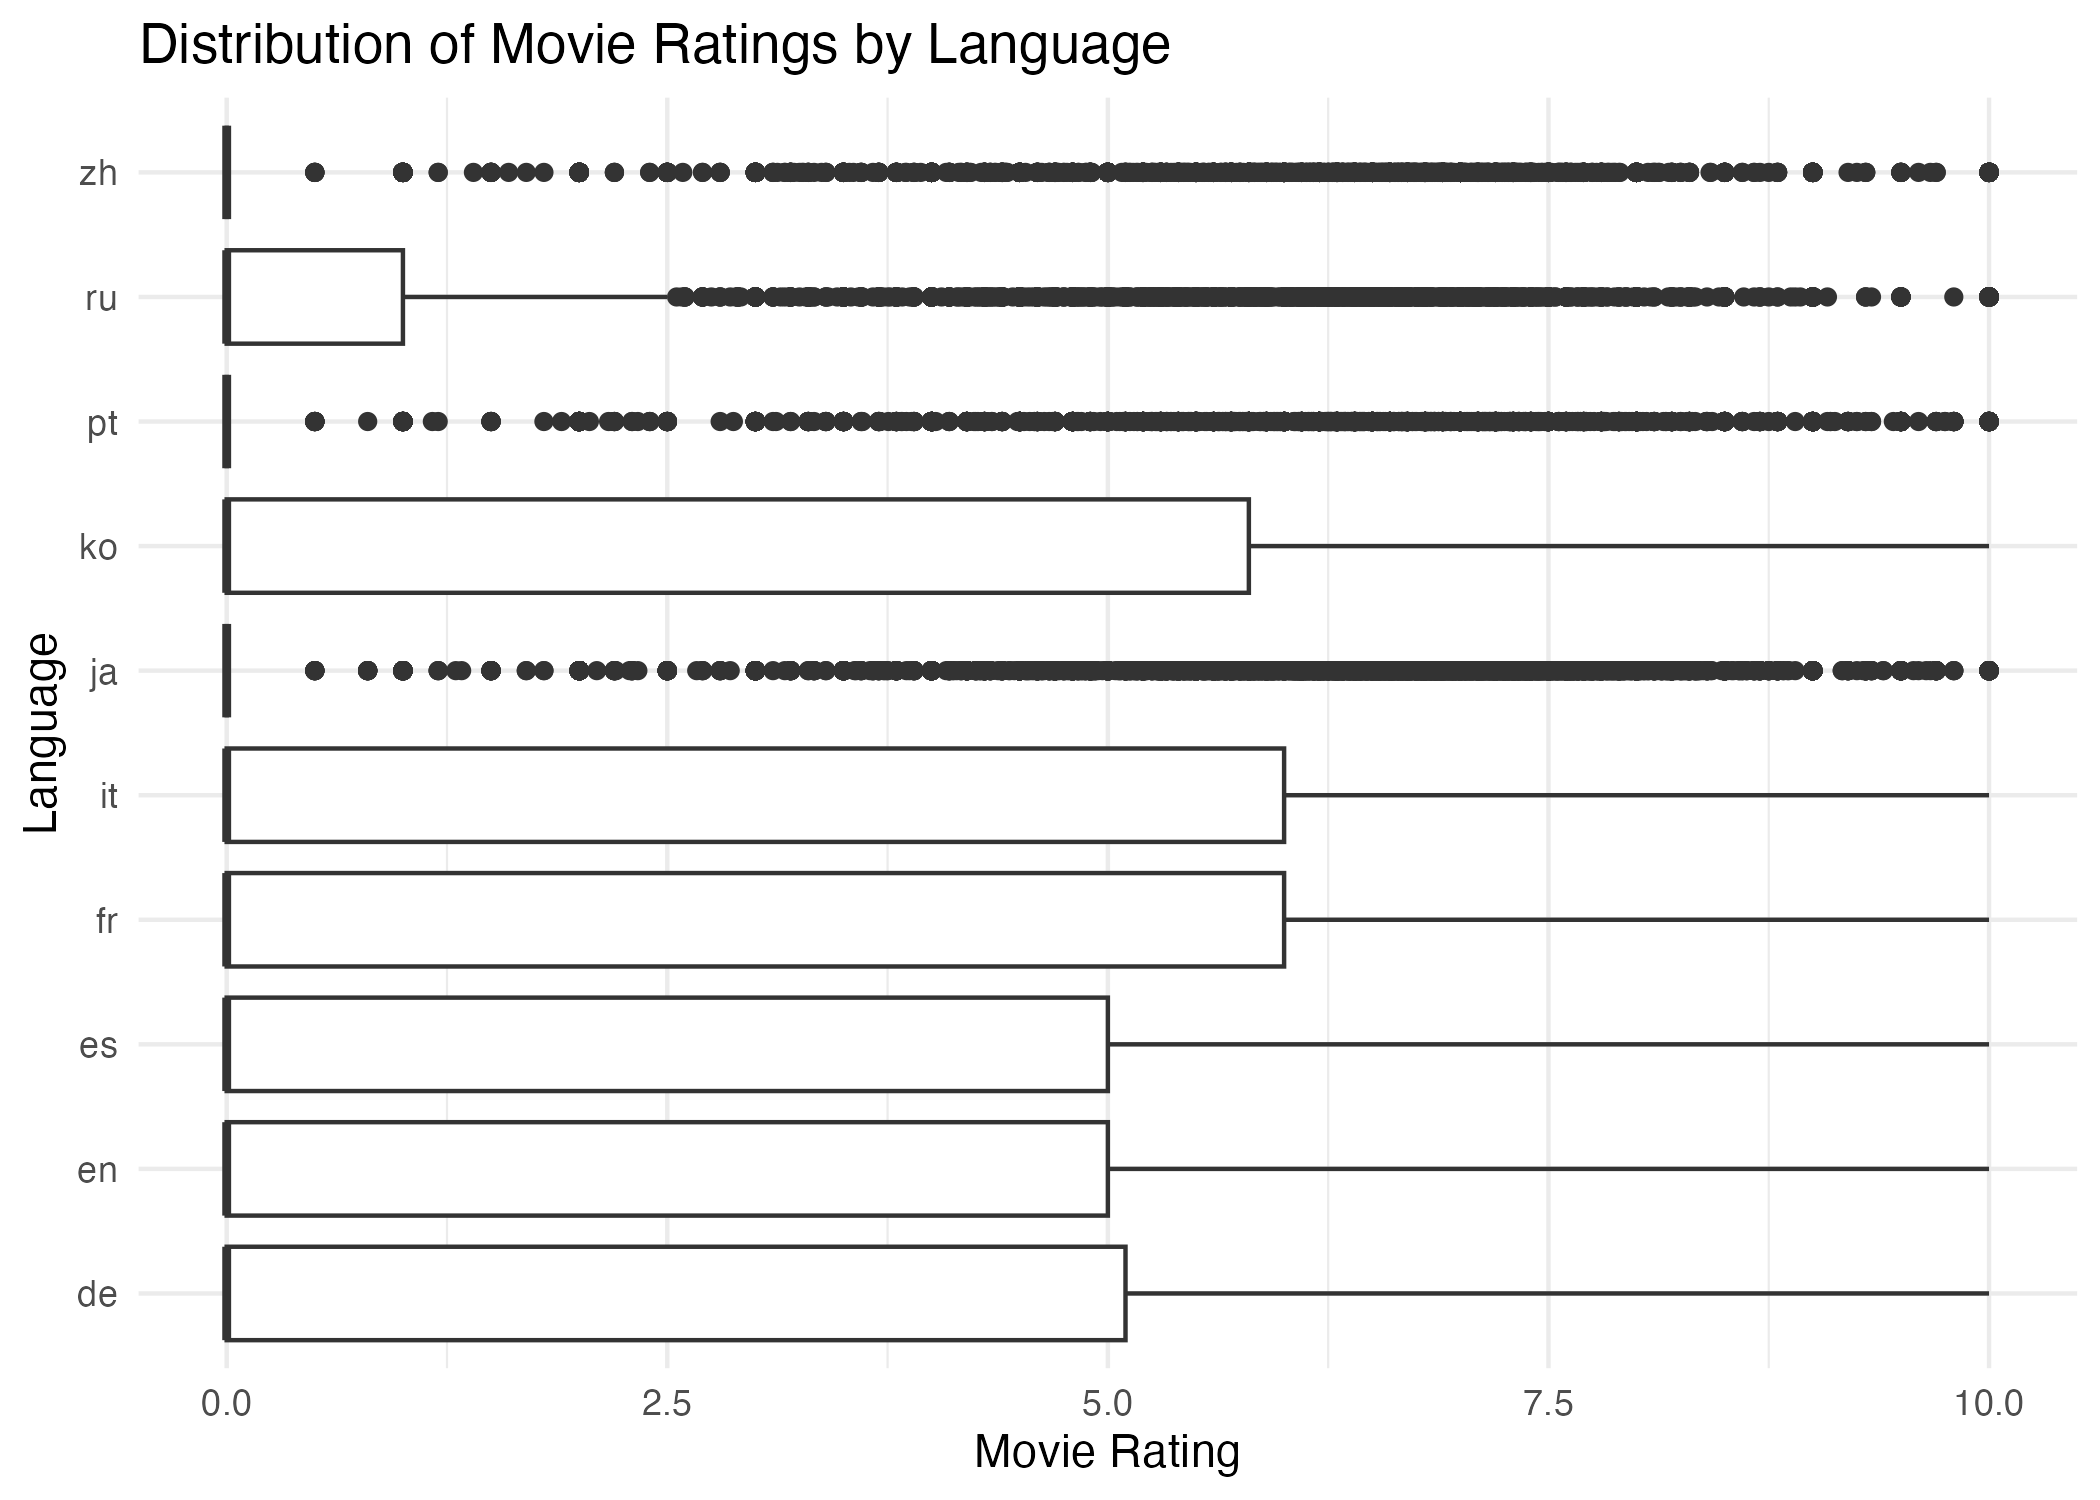 Distribution of Movie Ratings by Language
zh
ru
pt
ko
ja
it
fr
es
en
de
Language
0.0 2.5 5.0 7.5 10.0
Movie Rating